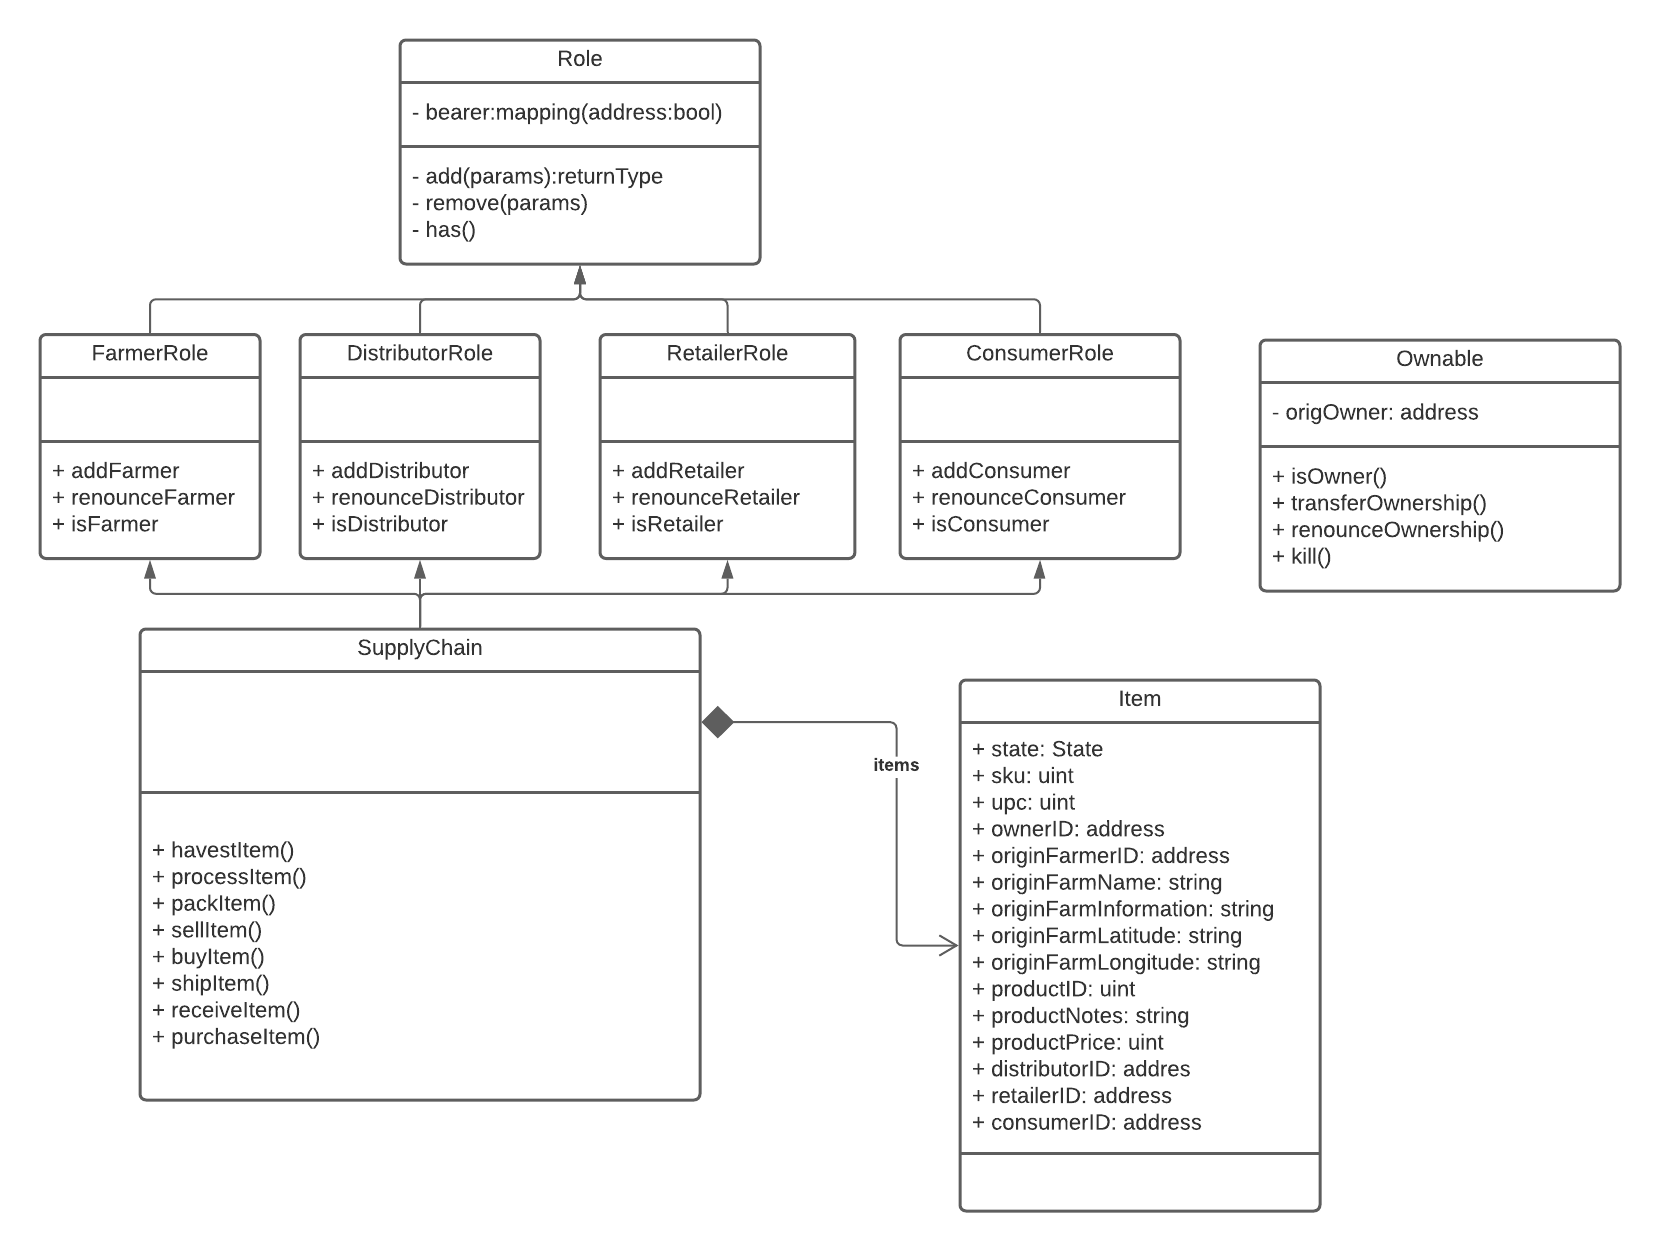 Role
- bearer:mapping(address:bool)
- add(params):returnType
- remove(params)
- has()
FarmerRole
+ addFarmer
+ renounceFarmer
+ isFarmer
DistributorRole
+ addDistributor
+ renounceDistributor
+ isDistributor
RetailerRole
+ addRetailer
+ renounceRetailer
+ isRetailer
ConsumerRole
+ addConsumer
+ renounceConsumer
+ isConsumer
Ownable
- origOwner: address
+ isOwner()
+ transferOwnership()
+ renounceOwnership()
+ kill()
SupplyChain
+ havestItem()
+ processItem()
+ packItem()
+ sellItem()
+ buyItem()
+ shipItem()
+ receiveItem()
+ purchaseItem()
items
Item
+ state: State
+ sku: uint
+ upc: uint
+ ownerID: address
+ originFarmerID: address
+ originFarmName: string
+ originFarmInformation: string
+ originFarmLatitude: string
+ originFarmLongitude: string
+ productID: uint
+ productNotes: string
+ productPrice: uint
+ distributorID: addres
+ retailerID: address
+ consumerID: address